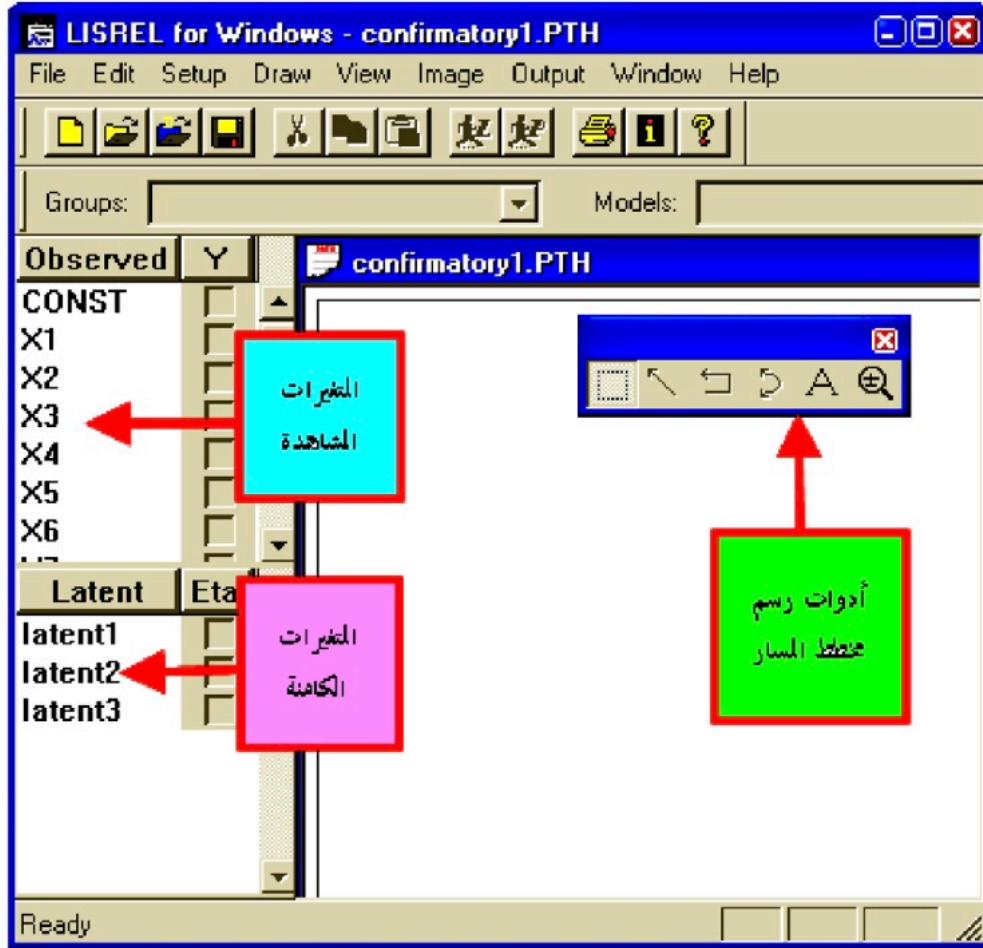 LISREL for Windows - confirmatory1.PTH
File Edit Setup Draw View Image Output Window Help
Groups: Models:
Observed Y
confirmatory1.PTH
CONST
X1
X2
X3
X4
X5
X6
المتغيرات
المشاهدة
A
أدوات رسم
مخطط المسار
Latent Eta
latent1
latent2
latent3
المتغيرات
الكامنة
Ready